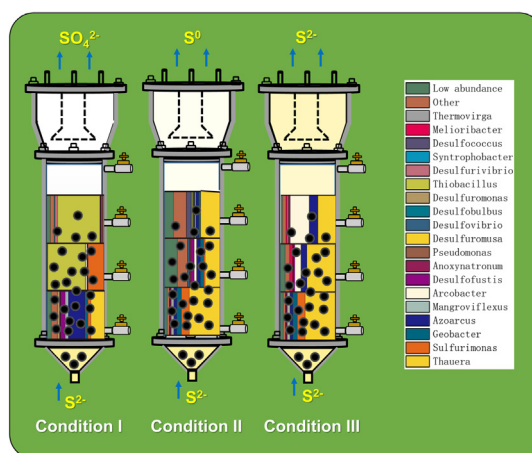 SO₄²⁻ S⁰ S²⁻
Low abundance
Other
Thermovirga
Melioribacter
Desulfococcus
Syntrophobacter
Desulfurivibrio
Thiobacillus
Desulfuromonas
Desulfobulbus
Desulfovibrio
Desulfuromusa
Pseudomonas
Anoxynatronum
Desulfofustis
Arcobacter
Mangroviflexus
Azoarcus
Geobacter
Sulfurimonas
Thauera
S²⁻ S²⁻ S²⁻
Condition I Condition II Condition III